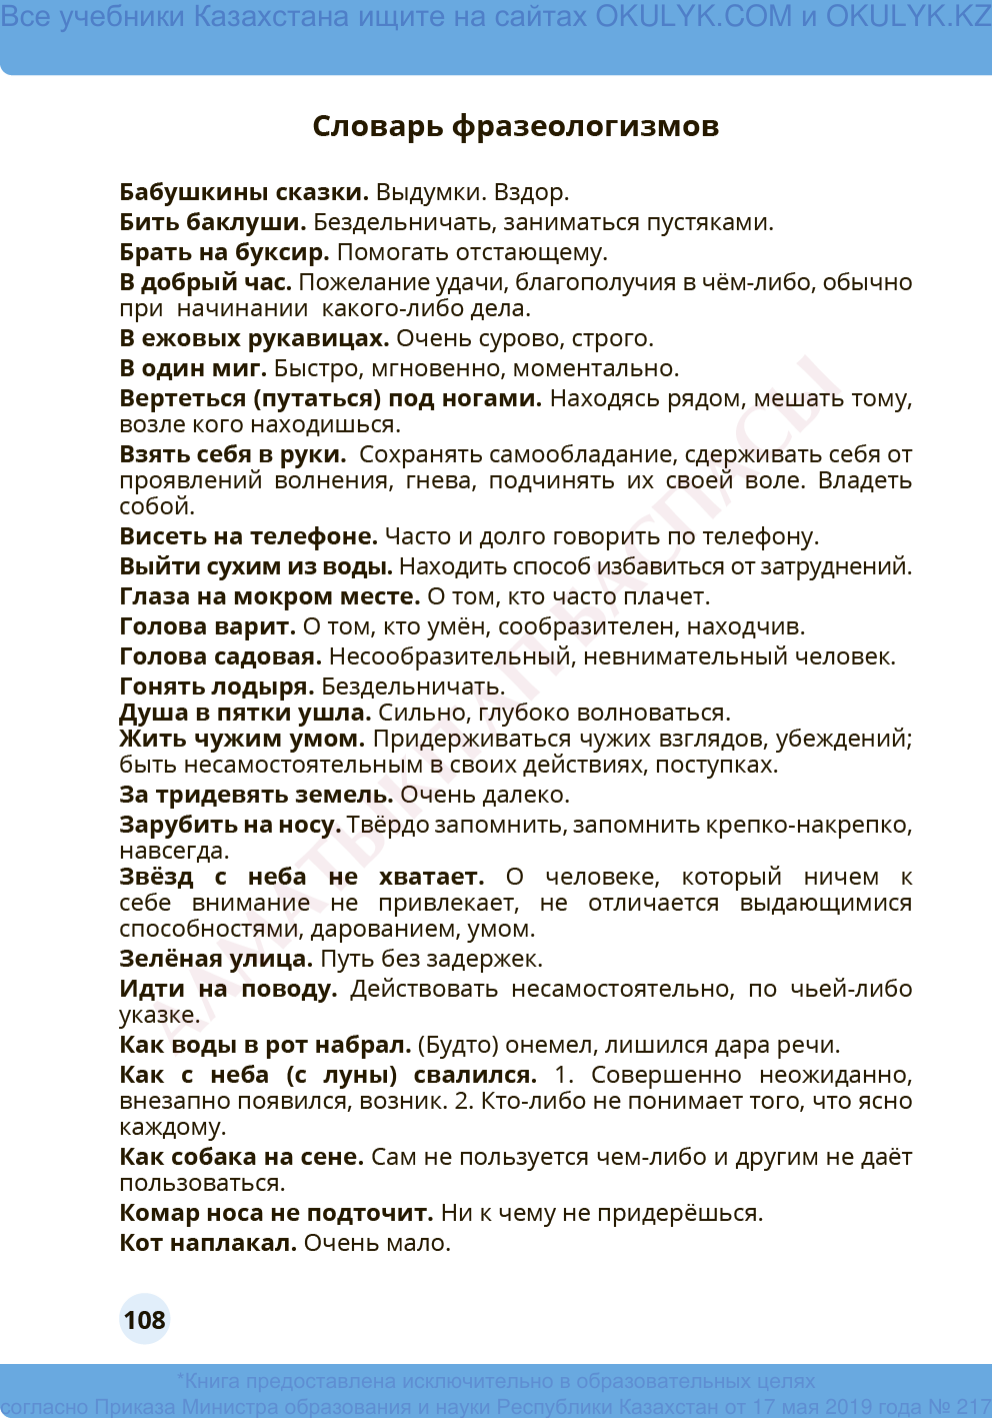 Все учебники Казахстана ищите на сайтах OKULYK.COM и OKULYK.KZ
Словарь фразеологизмов
Бабушкины сказки. Выдумки. Вздор.
Бить баклуши. Бездельничать, заниматься пустяками.
Брать на буксир. Помогать отстающему.
В добрый час. Пожелание удачи, благополучия в чём-либо, обычно
при начинании какого-либо дела.
В ежовых рукавицах. Очень сурово, строго.
В один миг. Быстро, мгновенно, моментально.
Вертеться (путаться) под ногами. Находясь рядом, мешать тому,
возле кого находишься.
Взять себя в руки. Сохранять самообладание, сдерживать себя от
проявлений волнения, гнева, подчинять их своей воле. Владеть
собой.
Висеть на телефоне. Часто и долго говорить по телефону.
Выйти сухим из воды. Находить способ избавиться от затруднений.
Глаза на мокром месте. О том, кто часто плачет.
Голова варит. О том, кто умён, сообразителен, находчив.
Голова садовая. Несообразительный, невнимательный человек.
Гонять лодыря. Бездельничать.
Душа в пятки ушла. Сильно, глубоко волноваться.
Жить чужим умом. Придерживаться чужих взглядов, убеждений;
быть несамостоятельным в своих действиях, поступках.
За тридевять земель. Очень далеко.
Зарубить на носу. Твёрдо запомнить, запомнить крепко-накрепко,
навсегда.
Звёзд с неба не хватает. О человеке, который ничем к
себе внимание не привлекает, не отличается выдающимися
способностями, дарованием, умом.
Зелёная улица. Путь без задержек.
Идти на поводу. Действовать несамостоятельно, по чьей-либо
указке.
Как воды в рот набрал. (Будто) онемел, лишился дара речи.
Как с неба (с луны) свалился. 1. Совершенно неожиданно,
внезапно появился, возник. 2. Кто-либо не понимает того, что ясно
каждому.
Как собака на сене. Сам не пользуется чем-либо и другим не даёт
пользоваться.
Комар носа не подточит. Ни к чему не придерёшься.
Кот наплакал. Очень мало.
108
*Книга предоставлена исключительно в образовательных целях
согласно Приказа Министра образования и науки Республики Казахстан от 17 мая 2019 года № 217